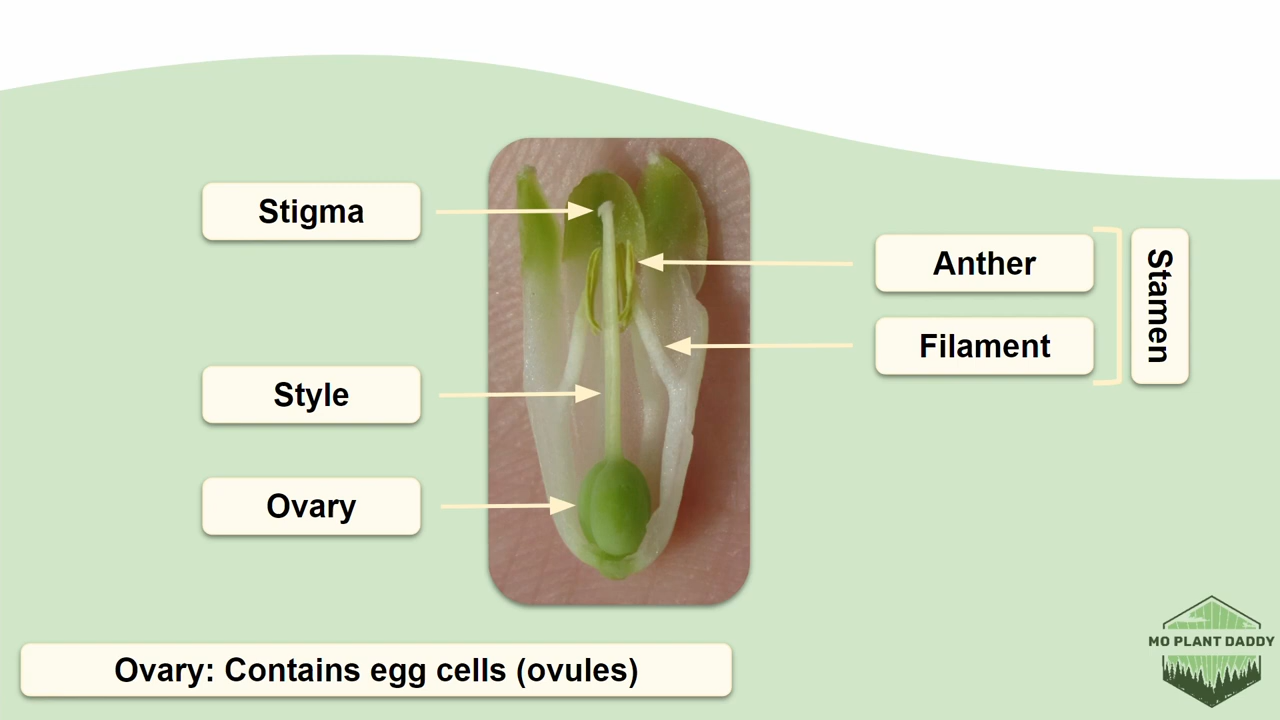 Stigma
Anther
Filament
Stamen
Style
Ovary
Ovary: Contains egg cells (ovules)
MO PLANT DADDY